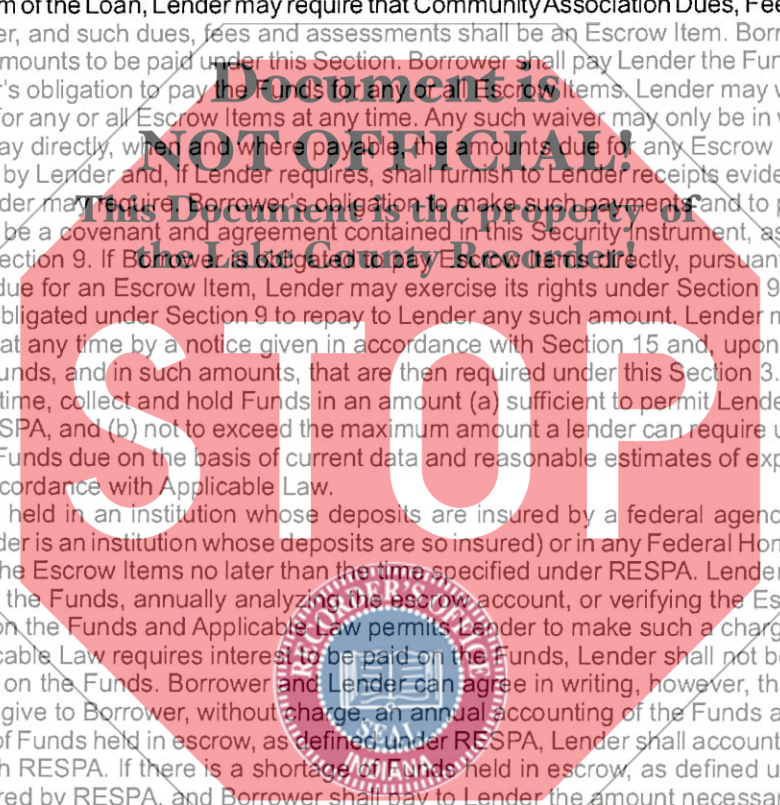 m of the Loan, Lender may require that Community Association Dues, Fee
er, and such dues, fees and assessments shall be an Escrow Item. Borr
mounts to be paid under this Section. Borrower shall pay Lender the Fun
r's obligation to pay the Funds for any or all Escrow Items. Lender may w
for any or all Escrow Items at any time. Any such waiver may only be in w
ay directly, when and where payable, the amounts due for any Escrow
by Lender and, if Lender requires, shall furnish to Lender receipts evide
der may require. Borrower's obligation to make such payments and to p
be a covenant and agreement contained in this Security Instrument, as
ection 9. If Borrower is obligated to pay Escrow Items directly, pursuant
due for an Escrow Item, Lender may exercise its rights under Section 9
obligated under Section 9 to repay to Lender any such amount. Lender m
at any time by a notice given in accordance with Section 15 and, upon
unds, and in such amounts, that are then required under this Section 3.
time, collect and hold Funds in an amount (a) sufficient to permit Lende
SPA, and (b) not to exceed the maximum amount a lender can require u
Funds due on the basis of current data and reasonable estimates of exp
cordance with Applicable Law.
held in an institution whose deposits are insured by a federal agenc
der is an institution whose deposits are so insured) or in any Federal Hom
he Escrow Items no later than the time specified under RESPA. Lender
the Funds, annually analyzing the escrow account, or verifying the Es
on the Funds and Applicable Law permits Lender to make such a charg
cable Law requires interest to be paid on the Funds, Lender shall not b
on the Funds. Borrower and Lender can agree in writing, however, th
give to Borrower, without charge, an annual accounting of the Funds a
of Funds held in escrow, as defined under RESPA, Lender shall account
h RESPA. If there is a shortage of Funds held in escrow, as defined u
red by RESPA, and Borrower shall pay to Lender the amount necessa
Document is
NOT OFFICIAL!
This Document is the property of
the Lake County Recorder!
STOP
RECORDER'S OFFICE
SEAL
INDIANA